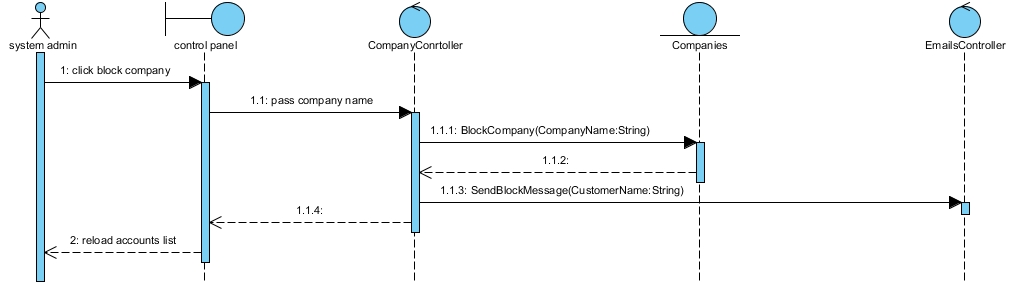 system admin
control panel
CompanyConrtoller
Companies
EmailsController
1: click block company
1.1: pass company name
1.1.1: BlockCompany(CompanyName:String)
1.1.2:
1.1.3: SendBlockMessage(CustomerName:String)
1.1.4:
2: reload accounts list